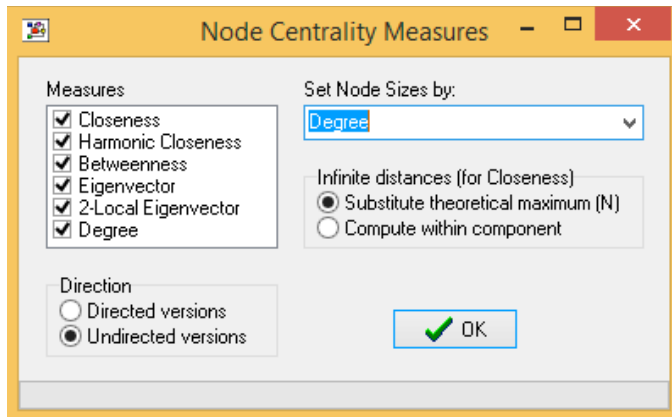 Node Centrality Measures
Measures
Closeness
Harmonic Closeness
Betweenness
Eigenvector
2-Local Eigenvector
Degree
Set Node Sizes by:
Degree
Infinite distances (for Closeness)
Substitute theoretical maximum (N)
Compute within component
Direction
Directed versions
Undirected versions
OK